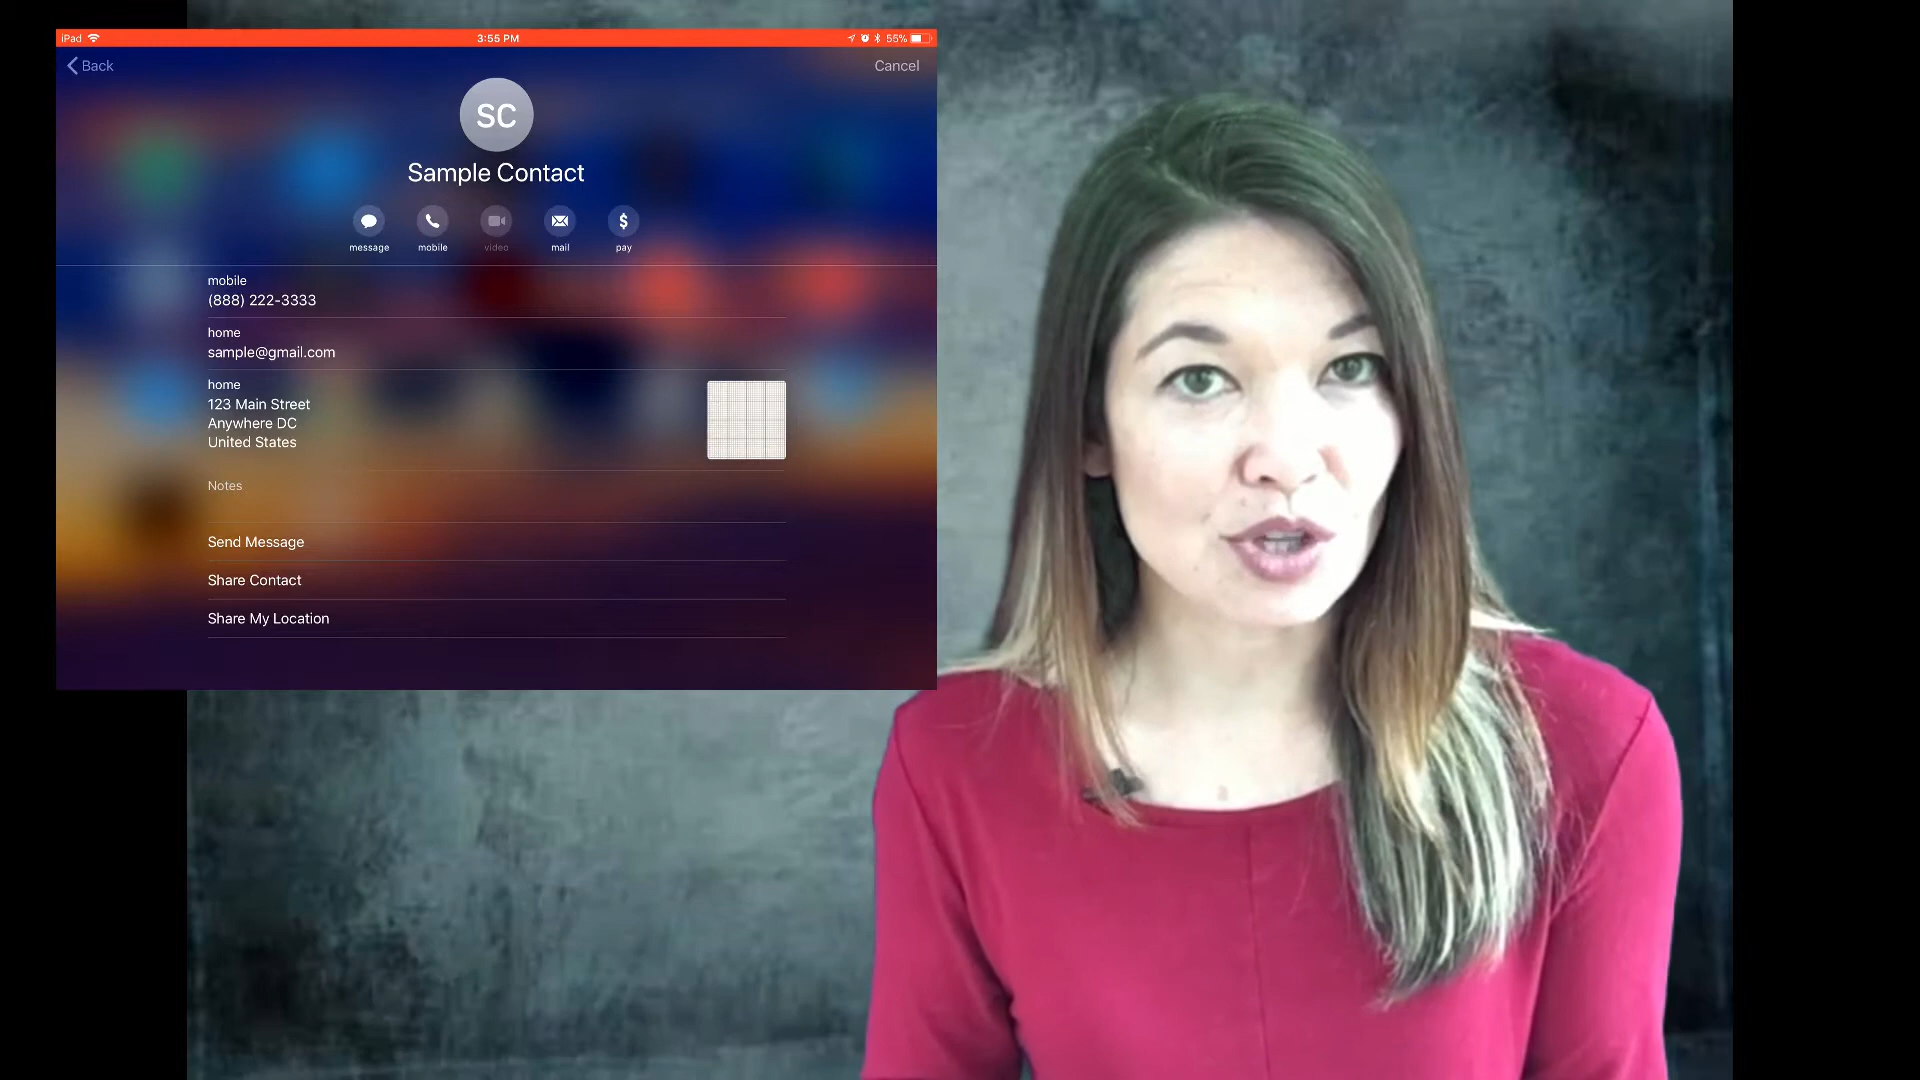 iPad 3:55 PM 55%
Back Cancel
SC
Sample Contact
$
message mobile video mail pay
mobile
(888) 222-3333
home
sample@gmail.com
home
123 Main Street
Anywhere DC
United States
Notes
Send Message
Share Contact
Share My Location